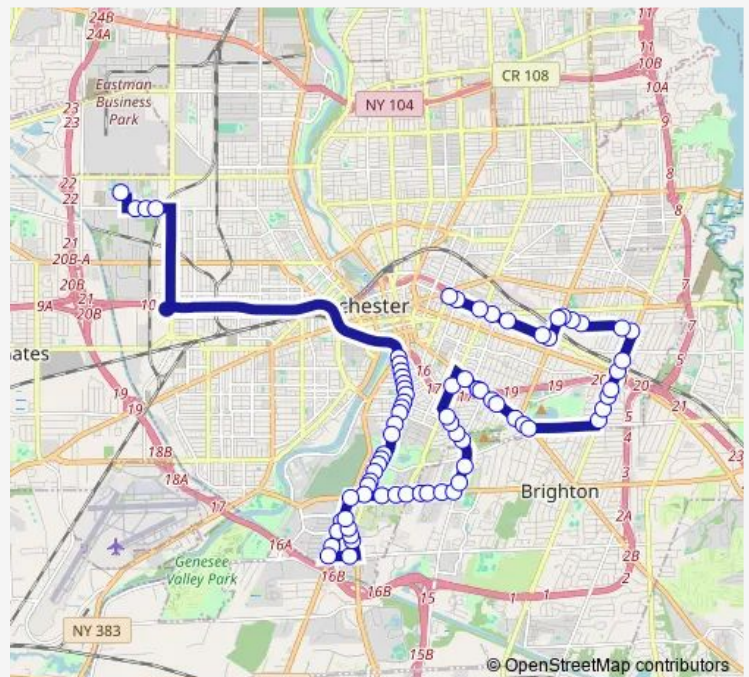 24B
24A
11
11
10B
10A
Eastman
Business
Park
CR 108
NY 104
23
23
9
22
22
8
8
21
20B-A
20B
21
20B
9A
10
chester
7
7
5
ates
16
17
17
19
19
20
20
21
19
19
5
4
3
23
18B
18A
17
Brighton
2A
16A
Genesee
Valley Park
16B
16B
15
1
1
2
NY 383
15B
© OpenStreetMap contributors